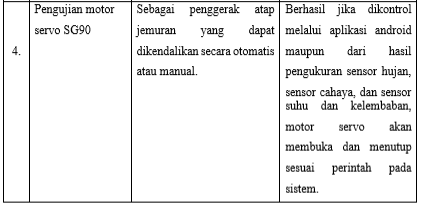 4.
Pengujian motor
servo SG90
Sebagai penggerak atap
jemuran yang dapat
dikendalikan secara otomatis
atau manual.
Berhasil jika dikontrol
melalui aplikasi android
maupun dari hasil
pengukuran sensor hujan,
sensor cahaya, dan sensor
suhu dan kelembaban,
motor servo akan
membuka dan menutup
sesuai perintah pada
sistem.